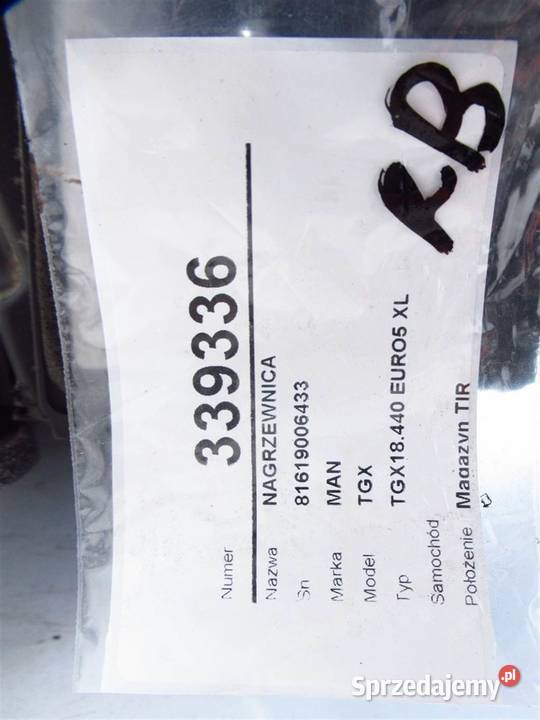 Numer 339336
Nazwa NAGRZEWNICA
Sn 81619006433
Marka MAN
Model TGX
Typ TGX18.440 EURO5 XL
Samochód
Położenie Magazyn TIR
RB
Sprzedajemy.pl